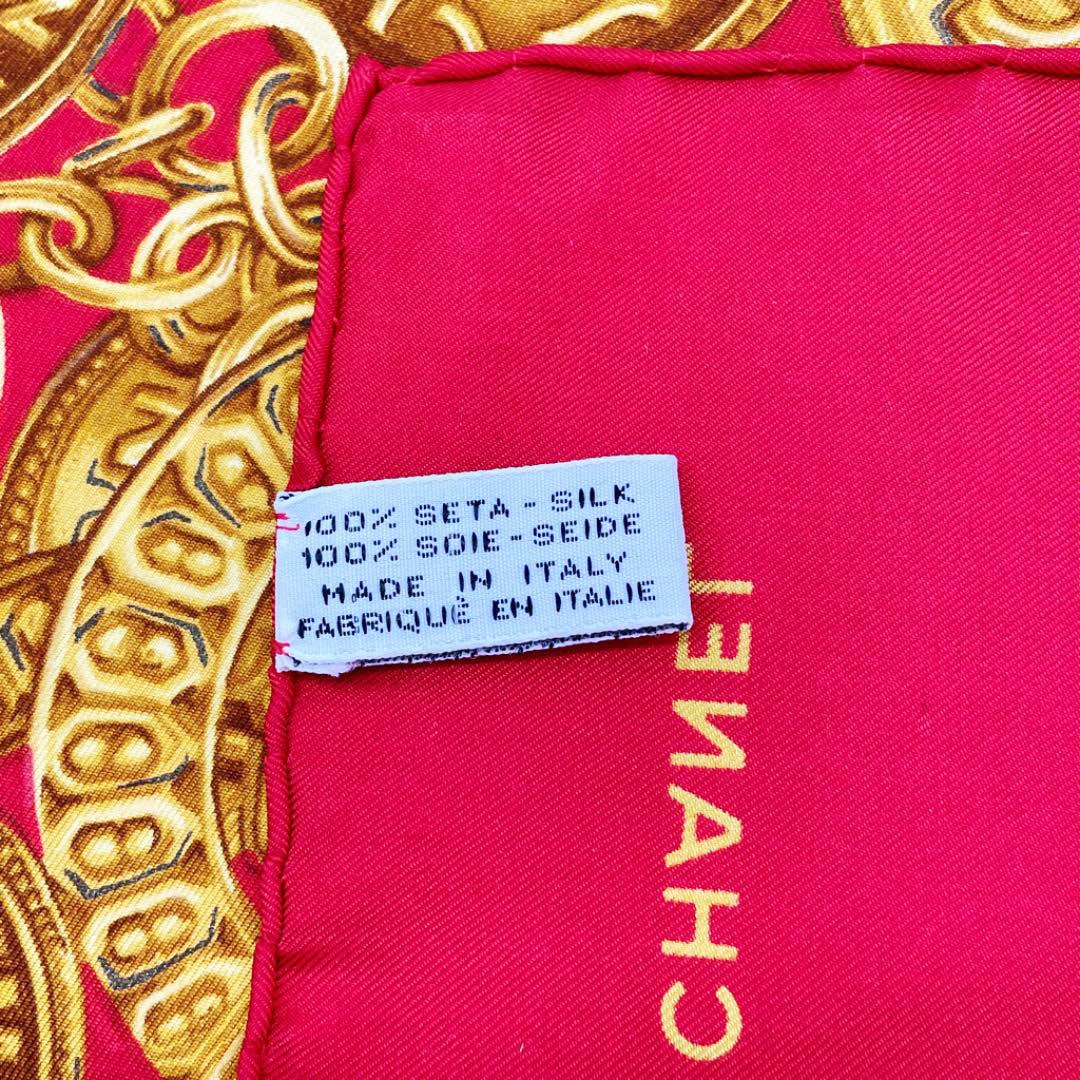 100% SETA - SILK
100% SOIE - SEIDE
MADE IN ITALY
FABRIQUÉ EN ITALIE
CHANEL